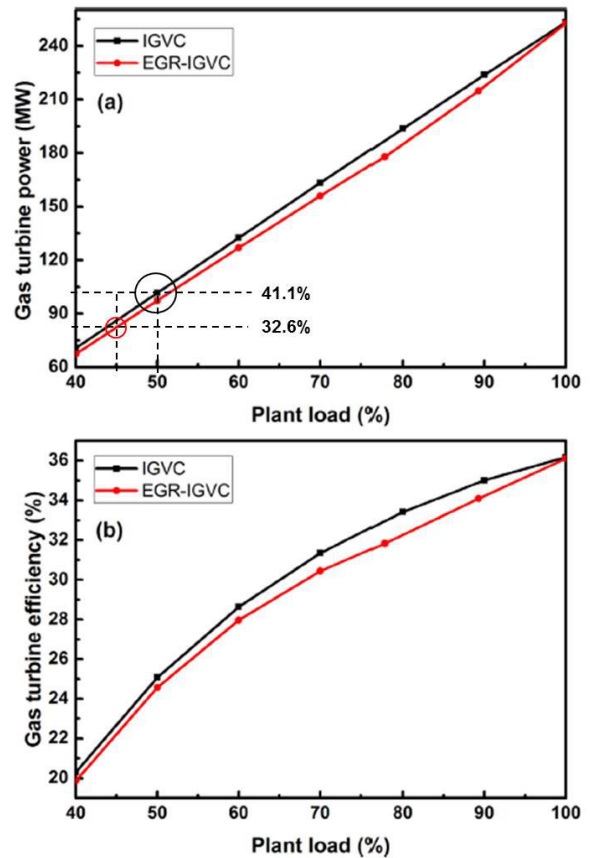 IGVC
EGR-IGVC
(a)
Gas turbine power (MW)
240
210
180
150
120
90
60
41.1%
32.6%
40 50 60 70 80 90 100
Plant load (%)
IGVC
EGR-IGVC
(b)
Gas turbine efficiency (%)
36
34
32
30
28
26
24
22
20
40 50 60 70 80 90 100
Plant load (%)